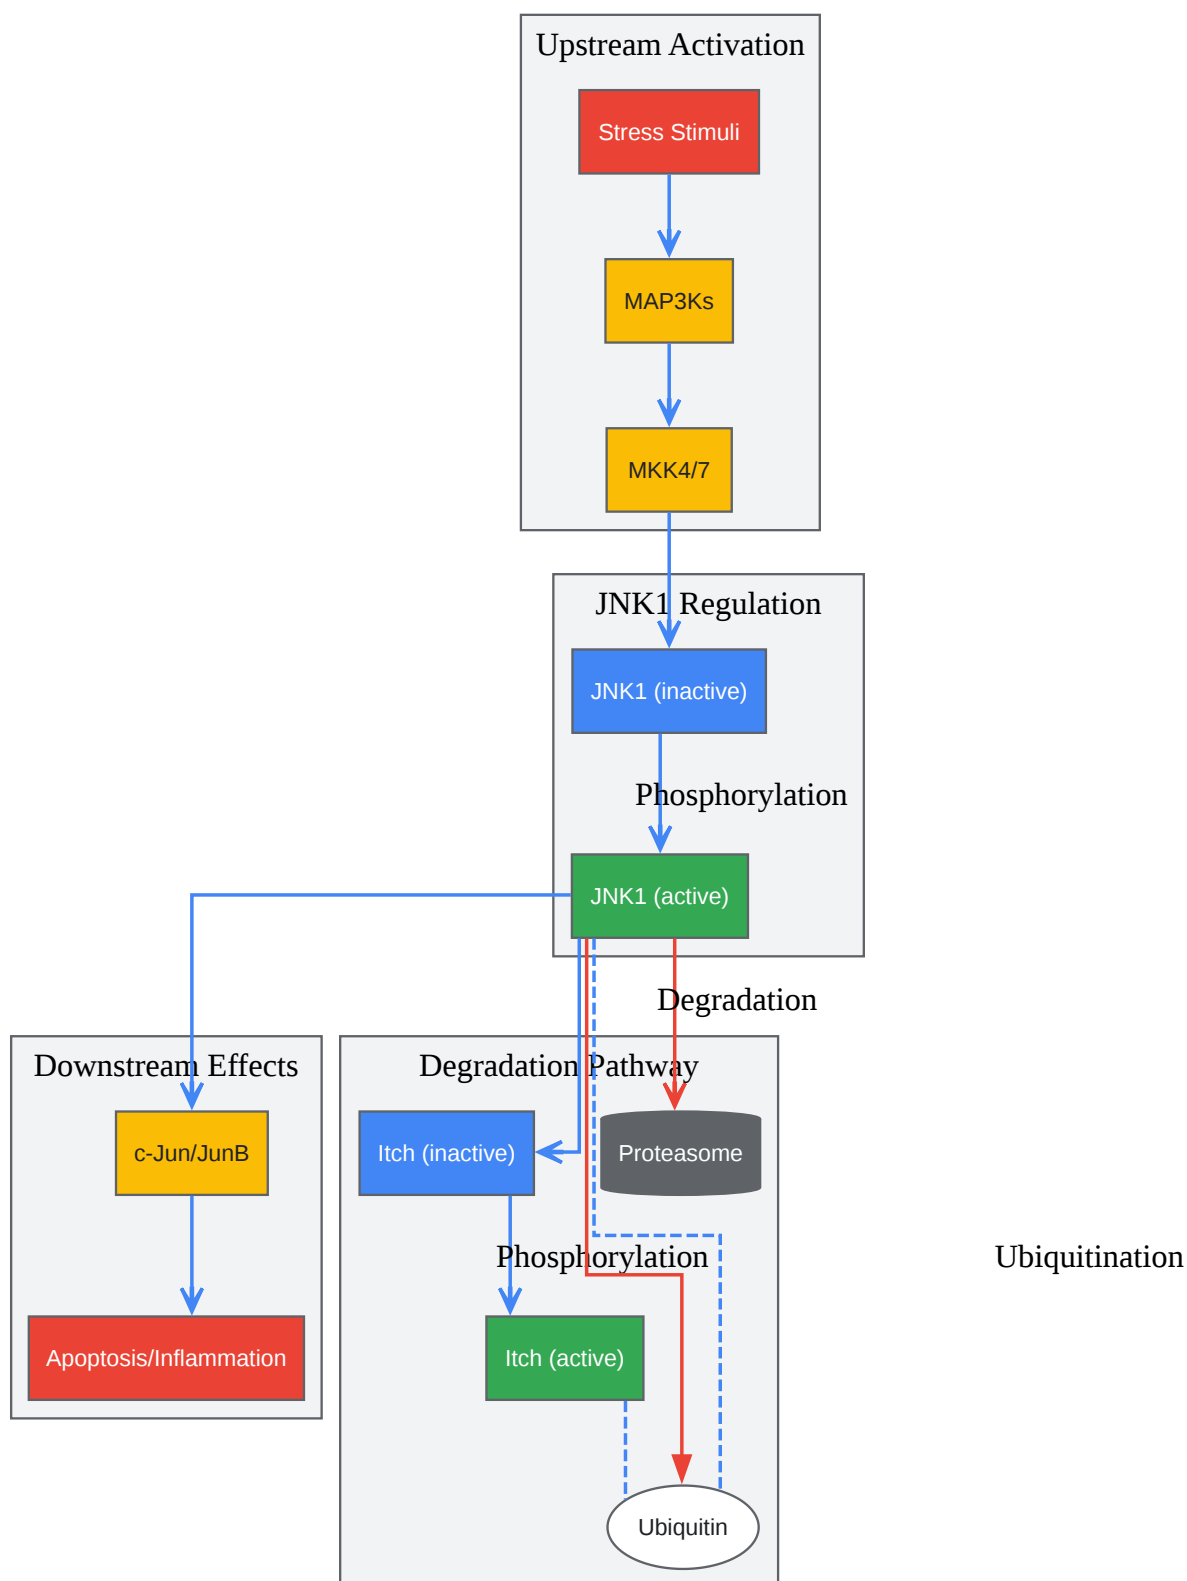 Upstream Activation
Stress Stimuli
MAP3Ks
MKK4/7
JNK1 Regulation
JNK1 (inactive)
Phosphorylation
JNK1 (active)
Degradation
Downstream Effects
Degradation Pathway
c-Jun/JunB
Itch (inactive)
Proteasome
Phosphorylation
Ubiquitination
Apoptosis/Inflammation
Itch (active)
Ubiquitin